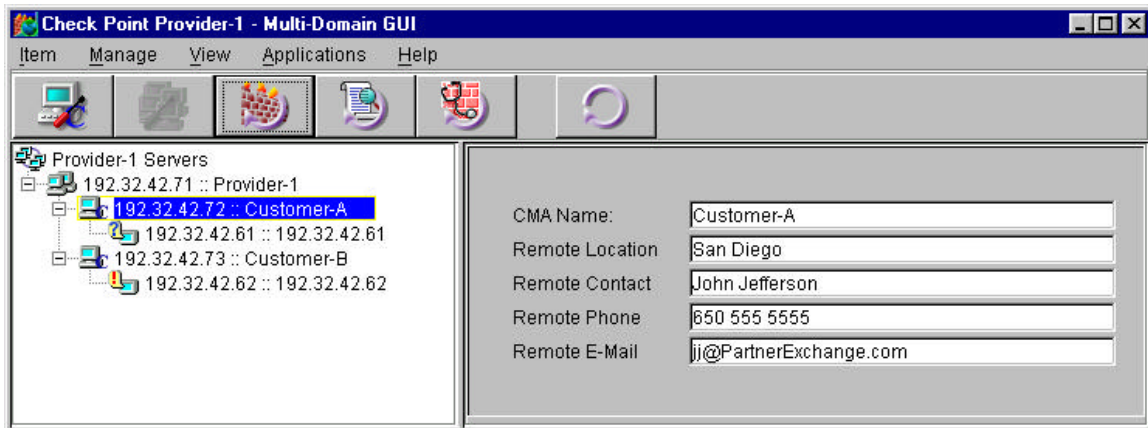 Check Point Provider-1 - Multi-Domain GUI
Item Manage View Applications Help
Provider-1 Servers
192.32.42.71 :: Provider-1
192.32.42.72 :: Customer-A
192.32.42.61 :: 192.32.42.61
192.32.42.73 :: Customer-B
192.32.42.62 :: 192.32.42.62
CMA Name: Customer-A
Remote Location San Diego
Remote Contact John Jefferson
Remote Phone 650 555 5555
Remote E-Mail jj@PartnerExchange.com